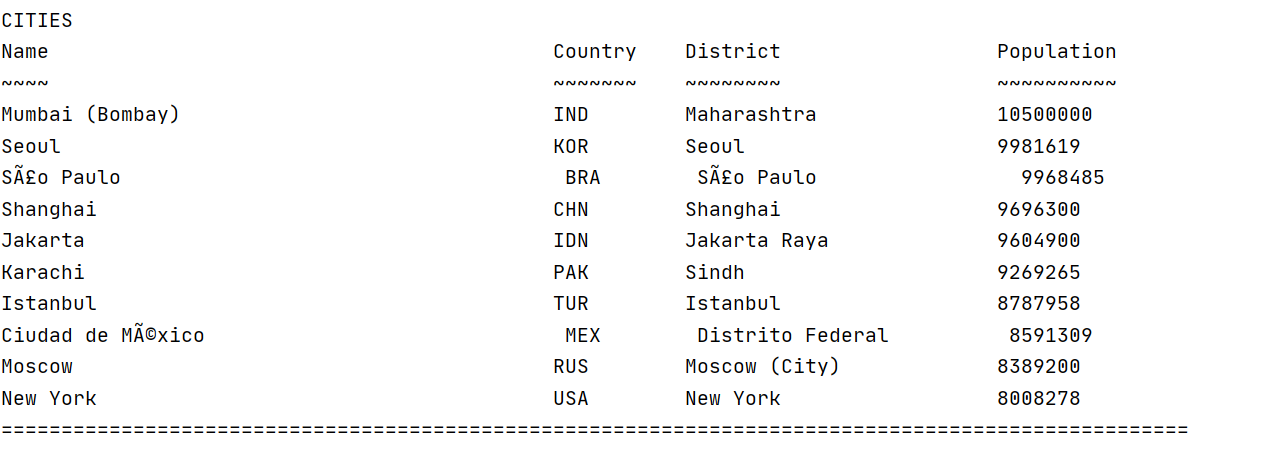 CITIES
Name Country District Population
~~~~ ~~~~~~~ ~~~~~~~~ ~~~~~~~~~~
Mumbai (Bombay) IND Maharashtra 10500000
Seoul KOR Seoul 9981619
SÃ£o Paulo BRA SÃ£o Paulo 9968485
Shanghai CHN Shanghai 9696300
Jakarta IDN Jakarta Raya 9604900
Karachi PAK Sindh 9269265
Istanbul TUR Istanbul 8787958
Ciudad de MÃ©xico MEX Distrito Federal 8591309
Moscow RUS Moscow (City) 8389200
New York USA New York 8008278
===================================================================================================